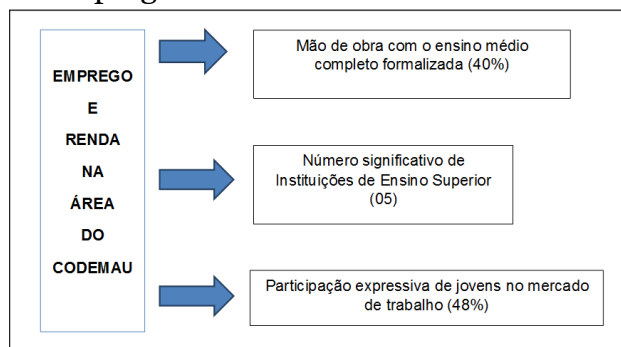 EMPREGO
E
RENDA
NA
ÁREA
DO
CODEMAU
Mão de obra com o ensino médio
completo formalizada (40%)
Número significativo de
Instituições de Ensino Superior
(05)
Participação expressiva de jovens no mercado
de trabalho (48%)